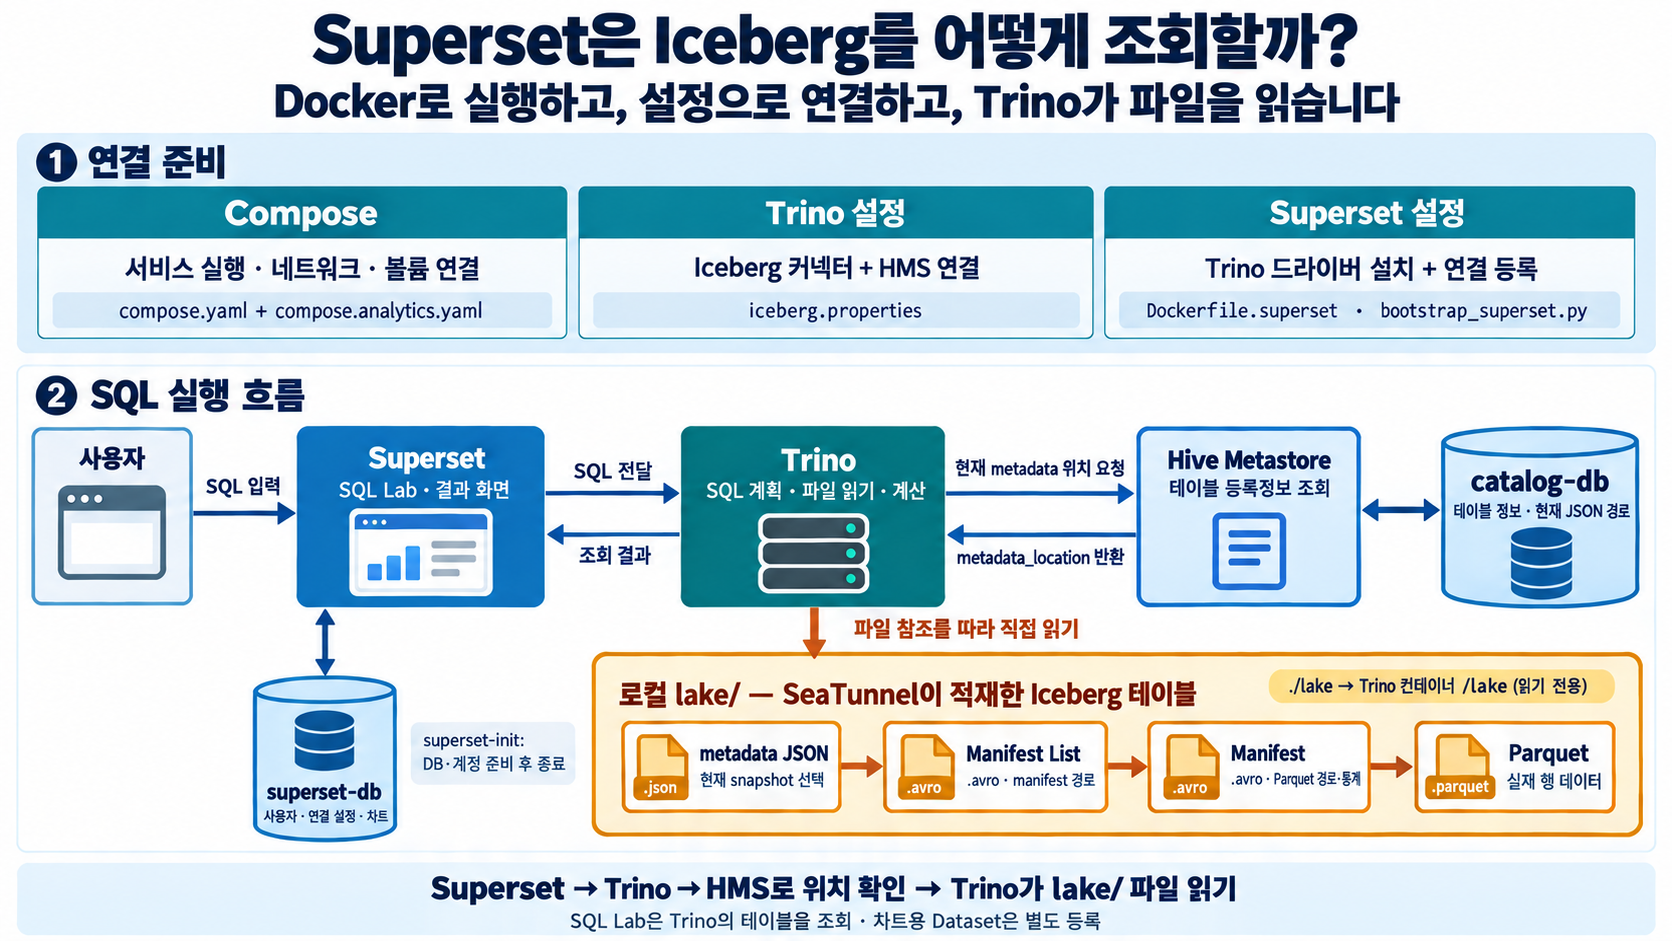 Superset은 Iceberg를 어떻게 조회할까?
Docker로 실행하고, 설정으로 연결하고, Trino가 파일을 읽습니다
1 연결 준비
Compose
서비스 실행 · 네트워크 · 볼륨 연결
compose.yaml + compose.analytics.yaml
Trino 설정
Iceberg 커넥터 + HMS 연결
iceberg.properties
Superset 설정
Trino 드라이버 설치 + 연결 등록
Dockerfile.superset · bootstrap_superset.py
2 SQL 실행 흐름
사용자
SQL 입력
Superset
SQL Lab · 결과 화면
SQL 전달
조회 결과
Trino
SQL 계획 · 파일 읽기 · 계산
현재 metadata 위치 요청
metadata_location 반환
Hive Metastore
테이블 등록정보 조회
catalog-db
테이블 정보 · 현재 JSON 경로
파일 참조를 따라 직접 읽기
superset-db
사용자 · 연결 설정 · 차트
superset-init:
DB·계정 준비 후 종료
로컬 lake/ — SeaTunnel이 적재한 Iceberg 테이블
./lake → Trino 컨테이너 /lake (읽기 전용)
.json
metadata JSON
현재 snapshot 선택
.avro
Manifest List
.avro · manifest 경로
.avro
Manifest
.avro · Parquet 경로·통계
.parquet
Parquet
실재 행 데이터
Superset → Trino → HMS로 위치 확인 → Trino가 lake/ 파일 읽기
SQL Lab은 Trino의 테이블을 조회 · 차트용 Dataset은 별도 등록